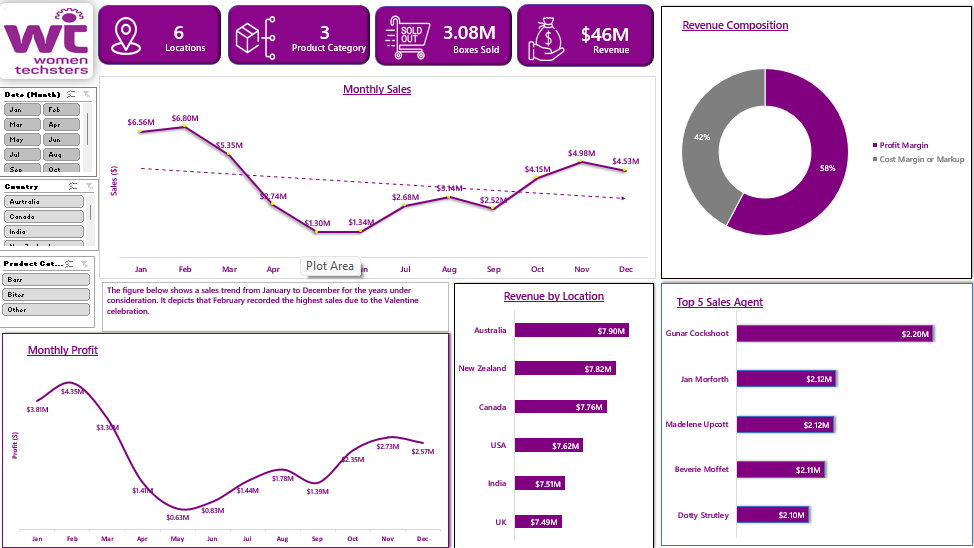 wt
women
techsters
6
Locations
3
Product Category
SOLD
OUT
3.08M
Boxes Sold
$
$46M
Revenue
Date (Month)
Jan
Feb
Mar
Apr
May
Jun
Jul
Aug
Sep
Oct
Country
Australia
Canada
India
Product Cat...
Bars
Bites
Other
Monthly Sales
Sales ($)
$6.56M
$6.80M
$5.35M
$2.74M
$1.30M
$1.34M
$2.68M
$3.14M
$2.52M
$4.15M
$4.98M
$4.53M
Jan
Feb
Mar
Apr
Plot Area
Jul
Aug
Sep
Oct
Nov
Dec
Revenue Composition
42%
58%
Profit Margin
Cost Margin or Markup
The figure below shows a sales trend from January to December for the years under
consideration. It depicts that February recorded the highest sales due to the Valentine
celebration.
Monthly Profit
Profit ($)
$3.81M
$4.35M
$3.30M
$1.41M
$0.63M
$0.83M
$1.44M
$1.78M
$1.39M
$2.35M
$2.73M
$2.57M
Jan
Feb
Mar
Apr
May
Jun
Jul
Aug
Sep
Oct
Nov
Dec
Revenue by Location
Australia
$7.90M
New Zealand
$7.82M
Canada
$7.76M
USA
$7.62M
India
$7.51M
UK
$7.49M
Top 5 Sales Agent
Gunar Cockshoot
$2.20M
Jan Morforth
$2.12M
Madelene Upcott
$2.12M
Beverie Moffet
$2.11M
Dotty Strutley
$2.10M